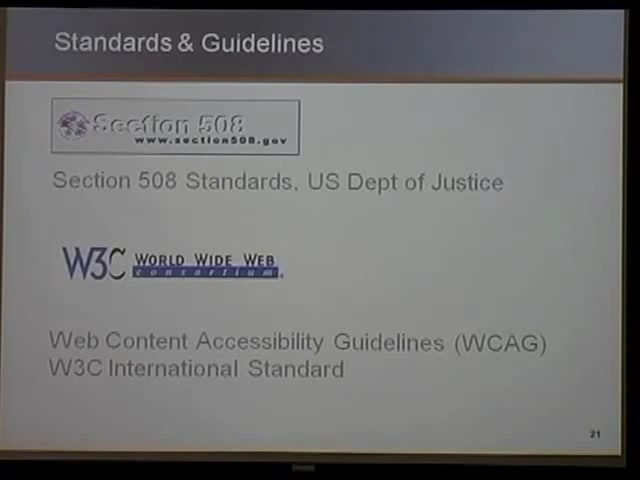 Standards & Guidelines
Section 508
www.section508.gov
Section 508 Standards, US Dept of Justice
W3C WORLD WIDE WEB
consortium
Web Content Accessibility Guidelines (WCAG)
W3C International Standard
21